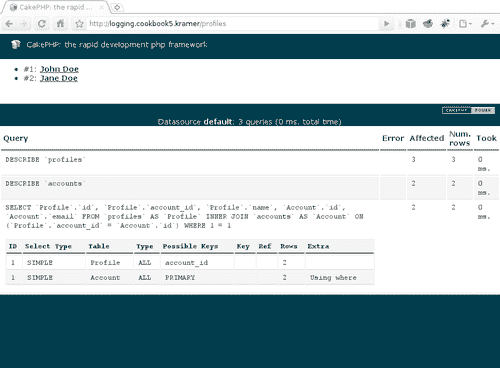 CakePHP: the rapid ...
http://logging.cookbook5.kramer/profiles
CakePHP: the rapid development php framework
#1: John Doe
#2: Jane Doe
CAKEPHP POWER
Datasource default: 3 queries (0 ms, total time)
Query Error Affected Num. rows Took
DESCRIBE `profiles` 3 3 0 ms.
DESCRIBE `accounts` 2 2 0 ms.
SELECT `Profile`.`id`, `Profile`.`account_id`, `Profile`.`name`, `Account`.`id`, 2 2 0 ms.
`Account`.`email` FROM `profiles` AS `Profile` INNER JOIN `accounts` AS `Account` ON
(`Profile`.`account_id` = `Account`.`id`) WHERE 1 = 1
ID Select Type Table Type Possible Keys Key Ref Rows Extra
1 SIMPLE Profile ALL account_id 2
1 SIMPLE Account ALL PRIMARY 2 Using where